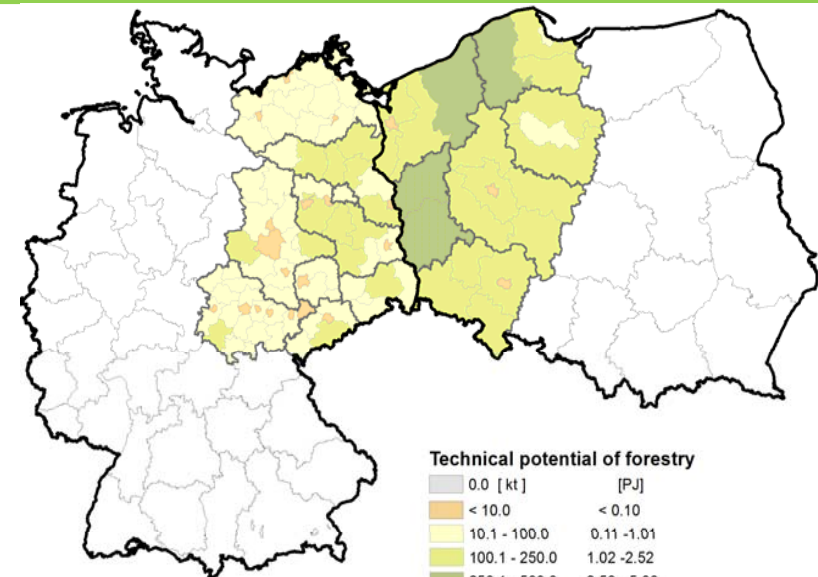 Technical potential of forestry
0.0 [ kt ] [PJ]
< 10.0 < 0.10
10.1 - 100.0 0.11 -1.01
100.1 - 250.0 1.02 -2.52